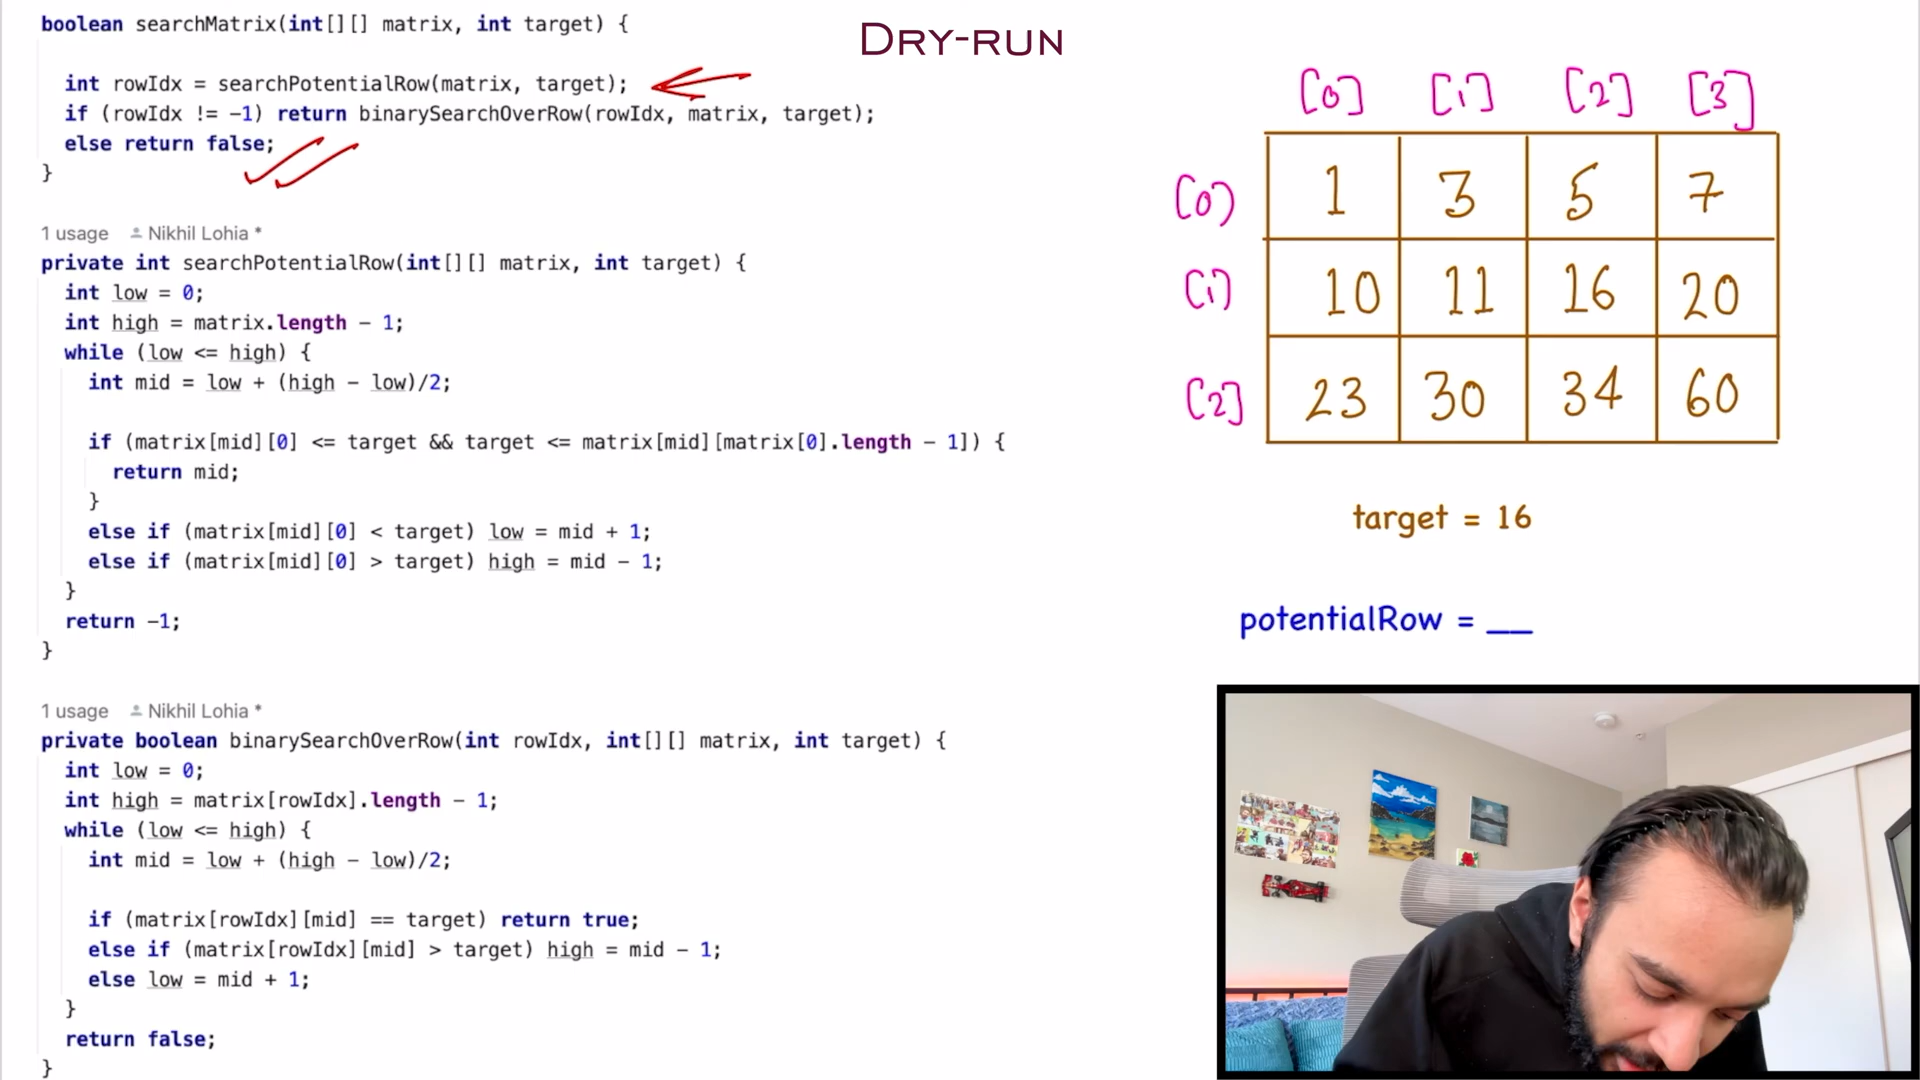 DRY-RUN
boolean searchMatrix(int[][] matrix, int target) {
int rowIdx = searchPotentialRow(matrix, target);
if (rowIdx != -1) return binarySearchOverRow(rowIdx, matrix, target);
else return false;
}
1 usage Nikhil Lohia *
private int searchPotentialRow(int[][] matrix, int target) {
int low = 0;
int high = matrix.length - 1;
while (low <= high) {
int mid = low + (high - low)/2;
if (matrix[mid][0] <= target && target <= matrix[mid][matrix[0].length - 1]) {
return mid;
}
else if (matrix[mid][0] < target) low = mid + 1;
else if (matrix[mid][0] > target) high = mid - 1;
}
return -1;
}
1 usage Nikhil Lohia *
private boolean binarySearchOverRow(int rowIdx, int[][] matrix, int target) {
int low = 0;
int high = matrix[rowIdx].length - 1;
while (low <= high) {
int mid = low + (high - low)/2;
if (matrix[rowIdx][mid] == target) return true;
else if (matrix[rowIdx][mid] > target) high = mid - 1;
else low = mid + 1;
}
return false;
}
[0] [1] [2] [3]
[0] 1 3 5 7
[1] 10 11 16 20
[2] 23 30 34 60
target = 16
potentialRow = __